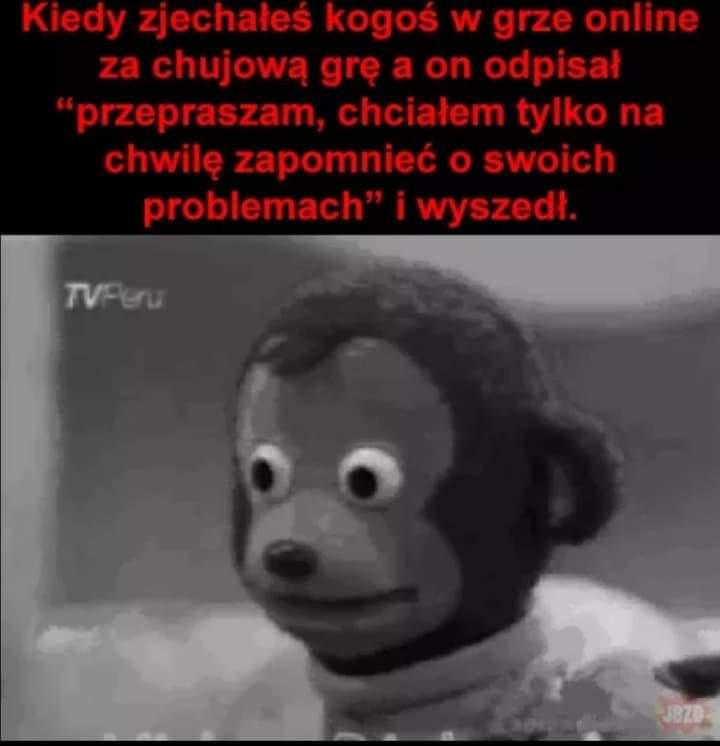 Kiedy zjechałeś kogoś w grze online
za chujową grę a on odpisał
“przepraszam, chciałem tylko na
chwilę zapomnieć o swoich
problemach” i wyszedł.
TVPeru
JBZD